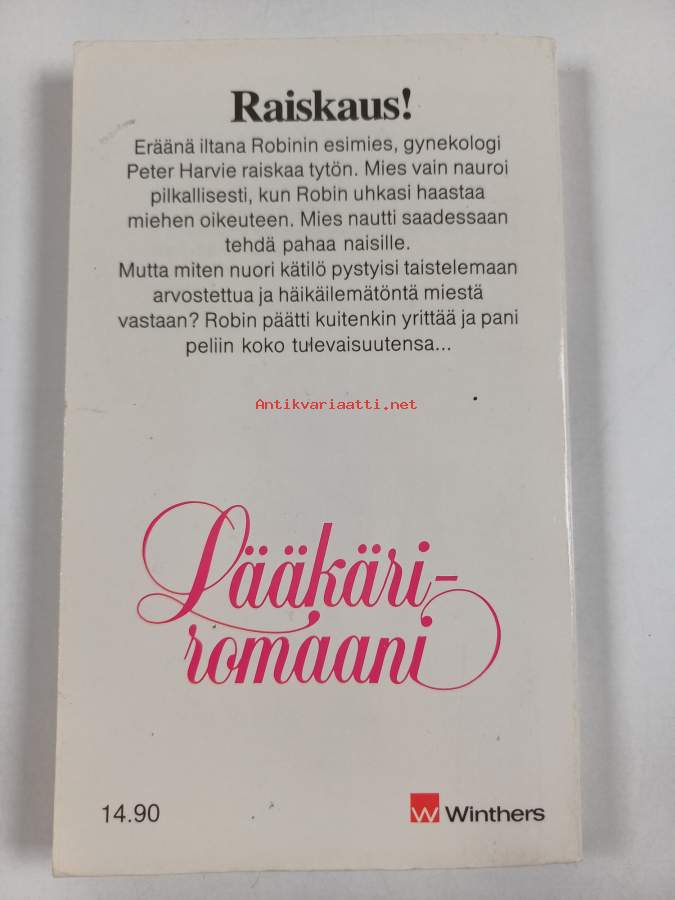 Raiskaus!
Eräänä iltana Robinin esimies, gynekologi
Peter Harvie raiskaa tytön. Mies vain nauroi
pilkallisesti, kun Robin uhkasi haastaa
miehen oikeuteen. Mies nautti saadessaan
tehdä pahaa naisille.
Mutta miten nuori kätilö pystyisi taistelemaan
arvostettua ja häikäilemätöntä miestä
vastaan? Robin päätti kuitenkin yrittää ja pani
peliin koko tulevaisuutensa...
Antikvariaatti.net
Lääkäri-
romaani
14.90
W Winthers